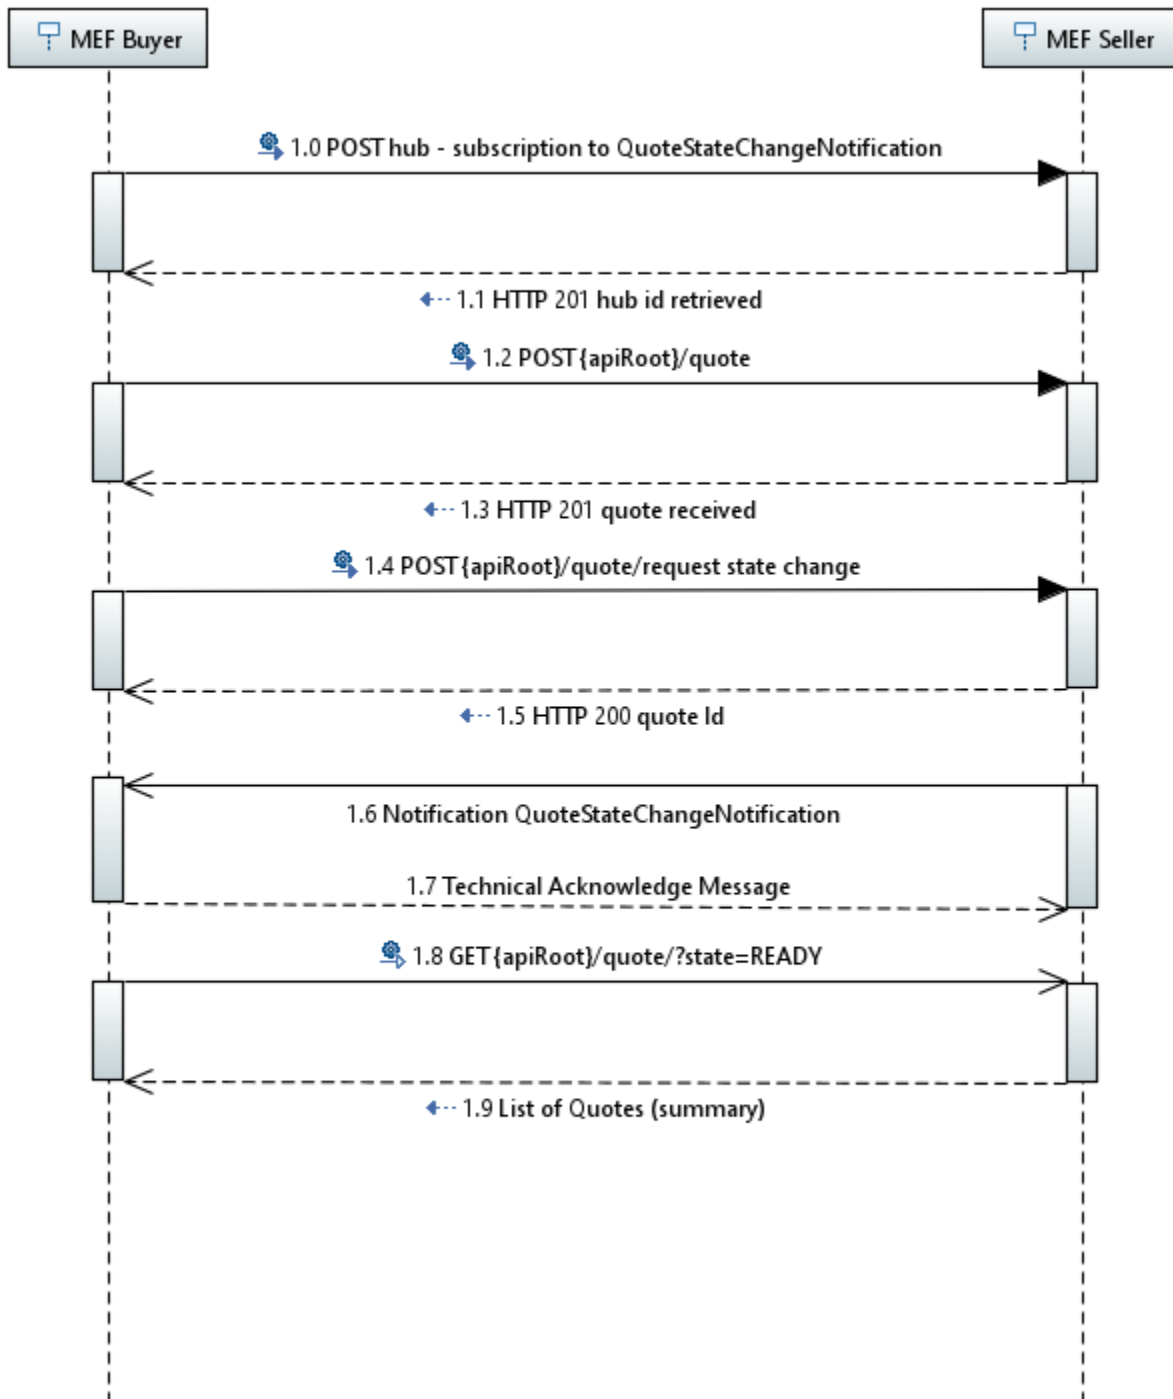 MEF Buyer
MEF Seller
1.0 POST hub - subscription to QuoteStateChangeNotification
1.1 HTTP 201 hub id retrieved
1.2 POST {apiRoot}/quote
1.3 HTTP 201 quote received
1.4 POST {apiRoot}/quote/request state change
1.5 HTTP 200 quote Id
1.6 Notification QuoteStateChangeNotification
1.7 Technical Acknowledge Message
1.8 GET {apiRoot}/quote/?state=READY
1.9 List of Quotes (summary)